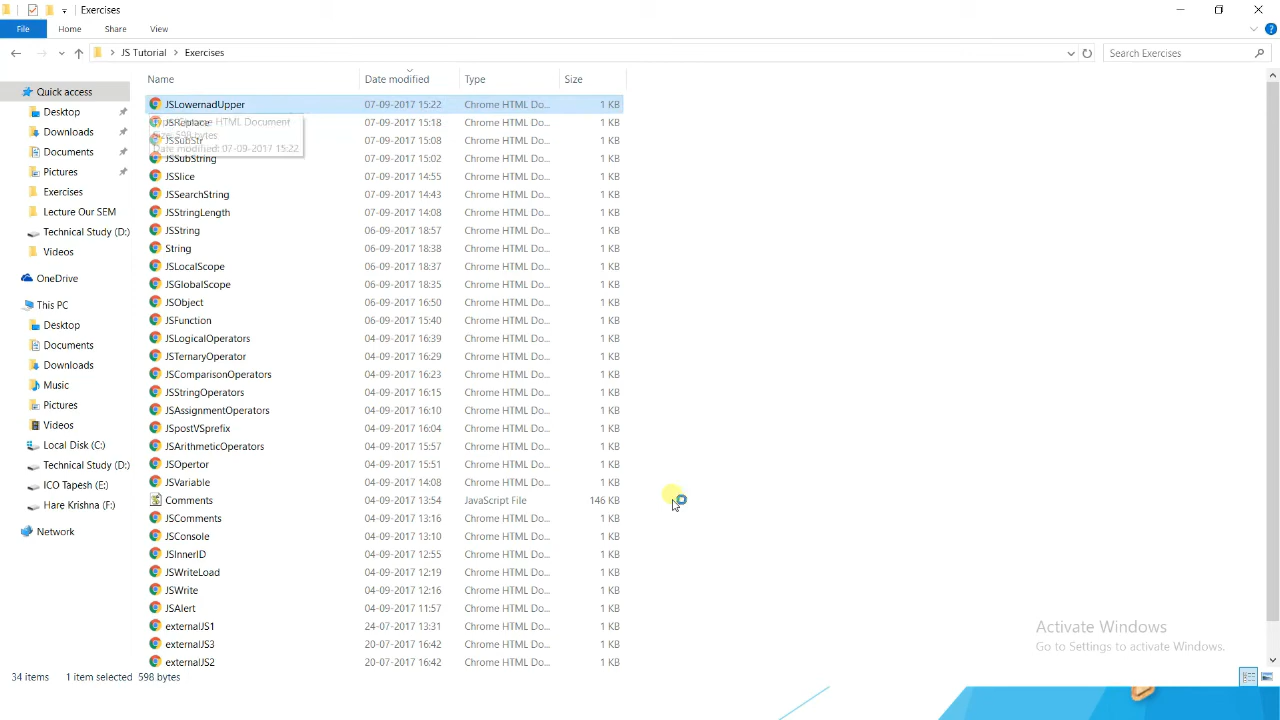 Exercises
File Home Share View
JS Tutorial Exercises Search Exercises
Name Date modified Type Size
Quick access
Desktop
Downloads
Documents
Pictures
Exercises
Lecture Our SEM
Technical Study (D:)
Videos
OneDrive
This PC
Desktop
Documents
Downloads
Music
Pictures
Videos
Local Disk (C:)
Technical Study (D:)
ICO Tapesh (E:)
Hare Krishna (F:)
Network
JSLowernadUpper 07-09-2017 15:22 Chrome HTML Do... 1 KB
JSReplace 07-09-2017 15:18 Chrome HTML Do... 1 KB
JSSubStr 07-09-2017 15:08 Chrome HTML Do... 1 KB
JSSubString 07-09-2017 15:02 Chrome HTML Do... 1 KB
JSSlice 07-09-2017 14:55 Chrome HTML Do... 1 KB
JSSearchString 07-09-2017 14:43 Chrome HTML Do... 1 KB
JSStringLength 07-09-2017 14:08 Chrome HTML Do... 1 KB
JSString 06-09-2017 18:57 Chrome HTML Do... 1 KB
String 06-09-2017 18:38 Chrome HTML Do... 1 KB
JSLocalScope 06-09-2017 18:37 Chrome HTML Do... 1 KB
JSGlobalScope 06-09-2017 18:35 Chrome HTML Do... 1 KB
JSObject 06-09-2017 16:50 Chrome HTML Do... 1 KB
JSFunction 06-09-2017 15:40 Chrome HTML Do... 1 KB
JSLogicalOperators 04-09-2017 16:39 Chrome HTML Do... 1 KB
JSTernaryOperator 04-09-2017 16:29 Chrome HTML Do... 1 KB
JSComparisonOperators 04-09-2017 16:23 Chrome HTML Do... 1 KB
JSStringOperators 04-09-2017 16:15 Chrome HTML Do... 1 KB
JSAssignmentOperators 04-09-2017 16:10 Chrome HTML Do... 1 KB
JSpostVSprefix 04-09-2017 16:04 Chrome HTML Do... 1 KB
JSArithmeticOperators 04-09-2017 15:57 Chrome HTML Do... 1 KB
JSOpertor 04-09-2017 15:51 Chrome HTML Do... 1 KB
JSVariable 04-09-2017 14:08 Chrome HTML Do... 1 KB
Comments 04-09-2017 13:54 JavaScript File 146 KB
JSComments 04-09-2017 13:16 Chrome HTML Do... 1 KB
JSConsole 04-09-2017 13:10 Chrome HTML Do... 1 KB
JSInnerID 04-09-2017 12:55 Chrome HTML Do... 1 KB
JSWriteLoad 04-09-2017 12:19 Chrome HTML Do... 1 KB
JSWrite 04-09-2017 12:16 Chrome HTML Do... 1 KB
JSAlert 04-09-2017 11:57 Chrome HTML Do... 1 KB
externalJS1 24-07-2017 13:31 Chrome HTML Do... 1 KB
externalJS3 20-07-2017 16:42 Chrome HTML Do... 1 KB
externalJS2 20-07-2017 16:42 Chrome HTML Do... 1 KB
Chrome HTML Document
Size: 598 bytes
Date modified: 07-09-2017 15:22
Activate Windows
Go to Settings to activate Windows.
34 items 1 item selected 598 bytes